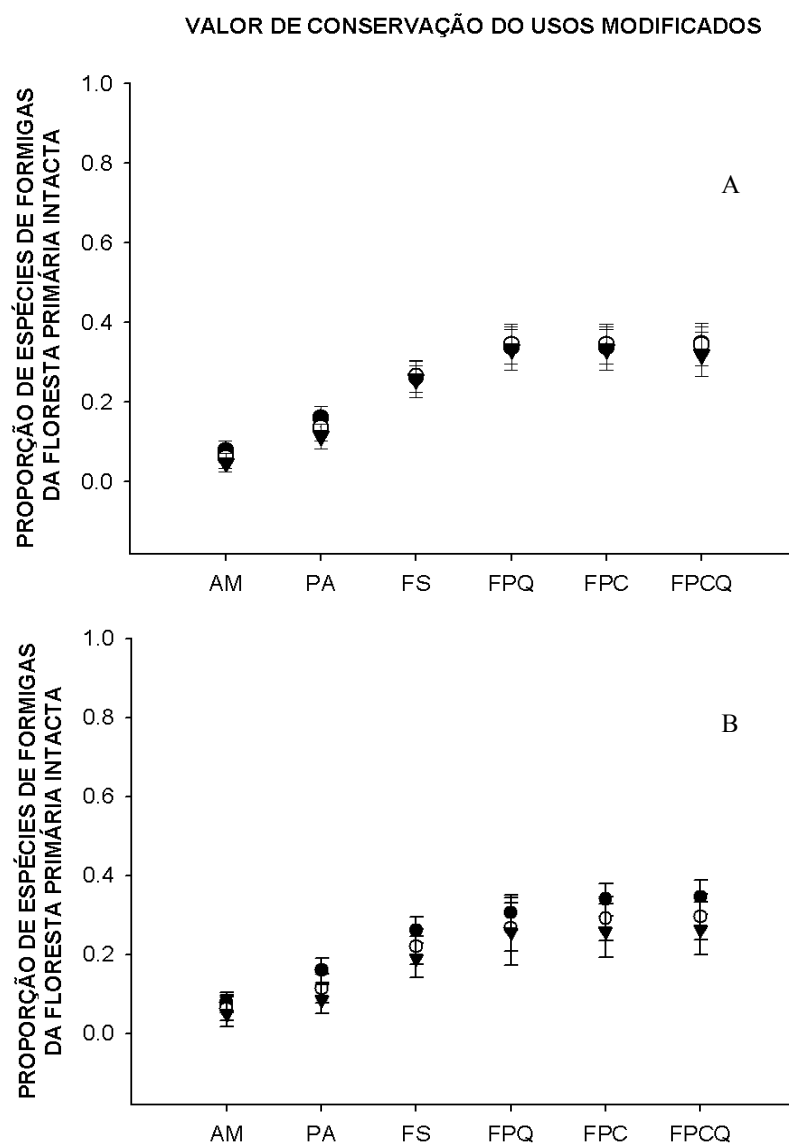 VALOR DE CONSERVAÇÃO DO USOS MODIFICADOS
PROPORÇÃO DE ESPÉCIES DE FORMIGAS
DA FLORESTA PRIMÁRIA INTACTA
1.0
0.8
0.6
0.4
0.2
0.0
A
AM PA FS FPQ FPC FPCQ
PROPORÇÃO DE ESPÉCIES DE FORMIGAS
DA FLORESTA PRIMÁRIA INTACTA
1.0
0.8
0.6
0.4
0.2
0.0
B
AM PA FS FPQ FPC FPCQ